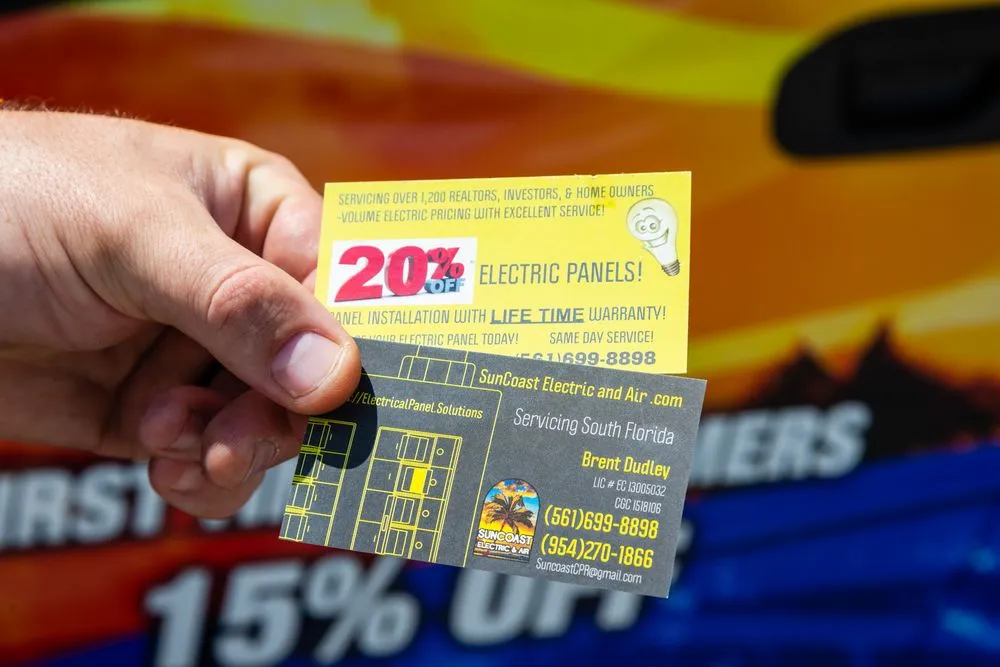 SERVICING OVER 1,200 REALTORS, INVESTORS, & HOME OWNERS
-VOLUME ELECTRIC PRICING WITH EXCELLENT SERVICE!
20% OFF
ELECTRIC PANELS!
INSTALLATION WITH LIFE TIME WARRANTY!
YOUR ELECTRIC PANEL TODAY! SAME DAY SERVICE!
(561)699-8898
SunCoast Electric and Air .com
//ElectricalPanel.Solutions
Servicing South Florida
Brent Dudley
LIC # EC 13005032
CGC 1518106
(561)699-8898
(954)270-1866
SuncoastCPR@gmail.com
SUNCOAST
ELECTRIC & AIR
15% OFF